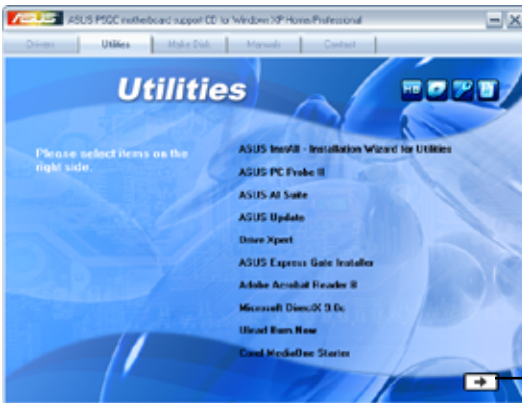 ASUS ASUS P5QC motherboard support CD for Windows XP Home/Professional
Drivers Utilities Make Disk Manuals Contact
Utilities
Please select items on the
right side.
ASUS InstAll - Installation Wizard for Utilities
ASUS PC Probe II
ASUS AI Suite
ASUS Update
Drive Xpert
ASUS Express Gate Installer
Adobe Acrobat Reader 8
Microsoft DirectX 9.0c
Ulead Burn Now
Corel MediaOne Starter